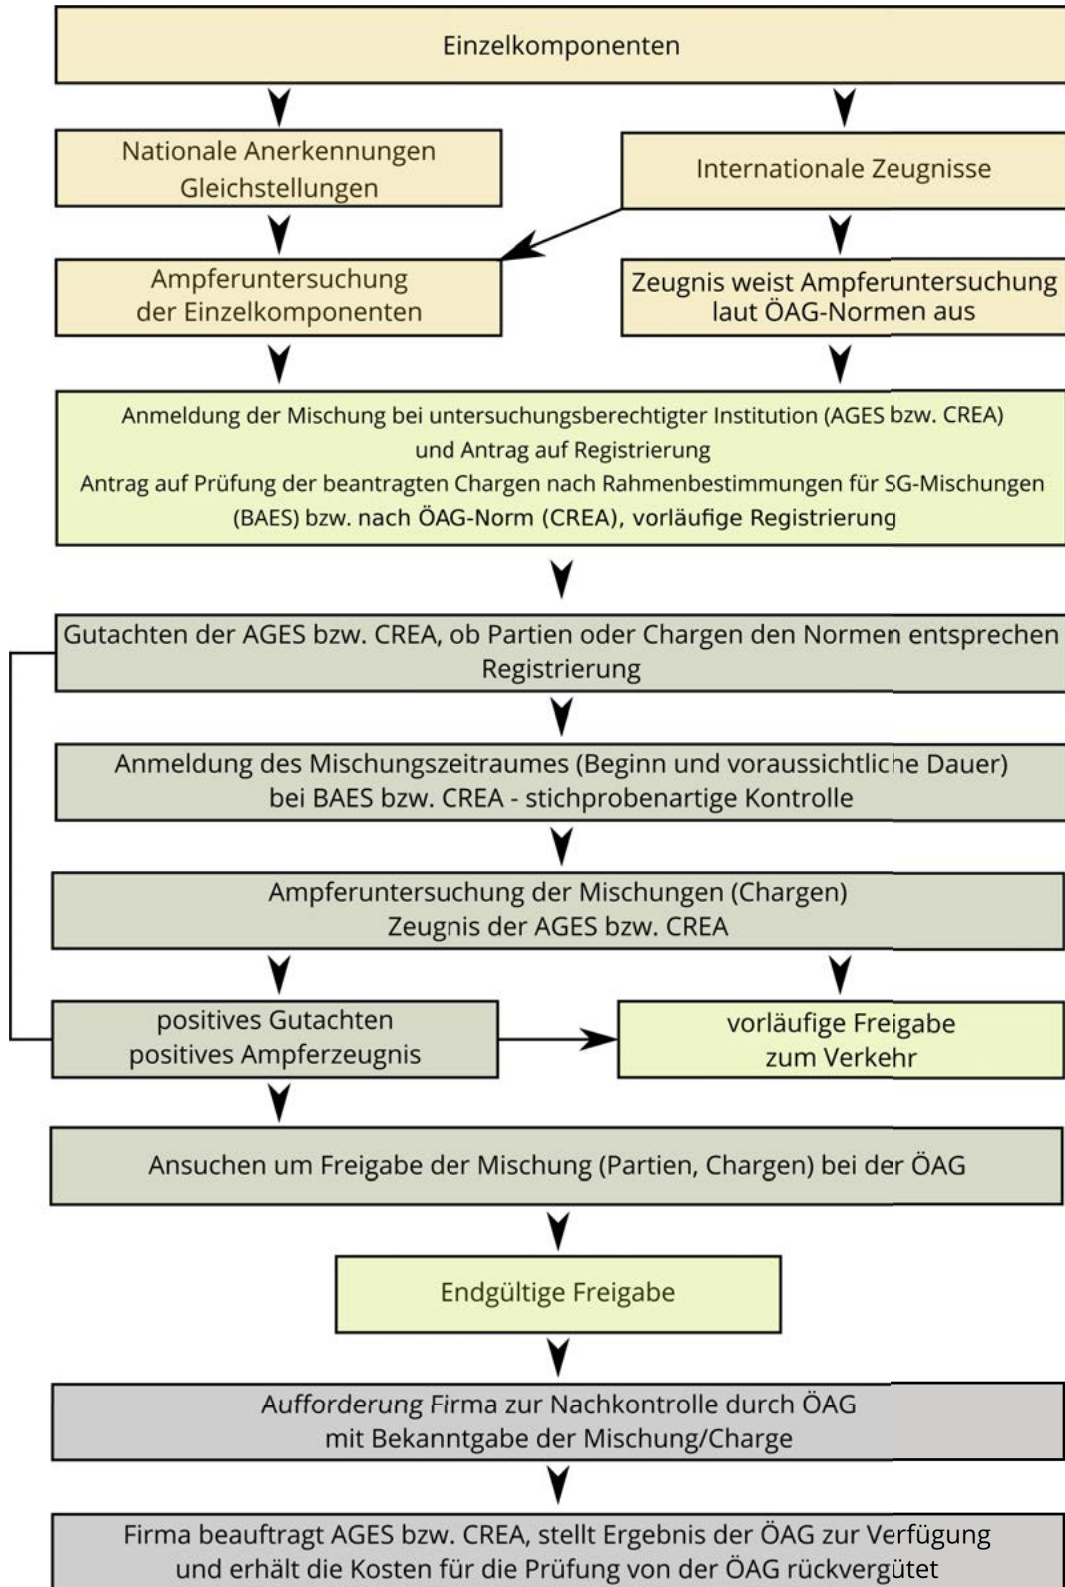 Einzelkomponenten
Nationale Anerkennungen
Gleichstellungen
Internationale Zeugnisse
Ampferuntersuchung
der Einzelkomponenten
Zeugnis weist Ampferuntersuchung
laut ÖAG-Normen aus
Anmeldung der Mischung bei untersuchungsberechtigter Institution (AGES bzw. CREA)
und Antrag auf Registrierung
Antrag auf Prüfung der beantragten Chargen nach Rahmenbestimmungen für SG-Mischungen
(BAES) bzw. nach ÖAG-Norm (CREA), vorläufige Registrierung
Gutachten der AGES bzw. CREA, ob Partien oder Chargen den Normen entsprechen
Registrierung
Anmeldung des Mischungszeitraumes (Beginn und voraussichtliche Dauer)
bei BAES bzw. CREA - stichprobenartige Kontrolle
Ampferuntersuchung der Mischungen (Chargen)
Zeugnis der AGES bzw. CREA
positives Gutachten
positives Ampferzeugnis
vorläufige Freigabe
zum Verkehr
Ansuchen um Freigabe der Mischung (Partien, Chargen) bei der ÖAG
Endgültige Freigabe
Aufforderung Firma zur Nachkontrolle durch ÖAG
mit Bekanntgabe der Mischung/Charge
Firma beauftragt AGES bzw. CREA, stellt Ergebnis der ÖAG zur Verfügung
und erhält die Kosten für die Prüfung von der ÖAG rückvergütet